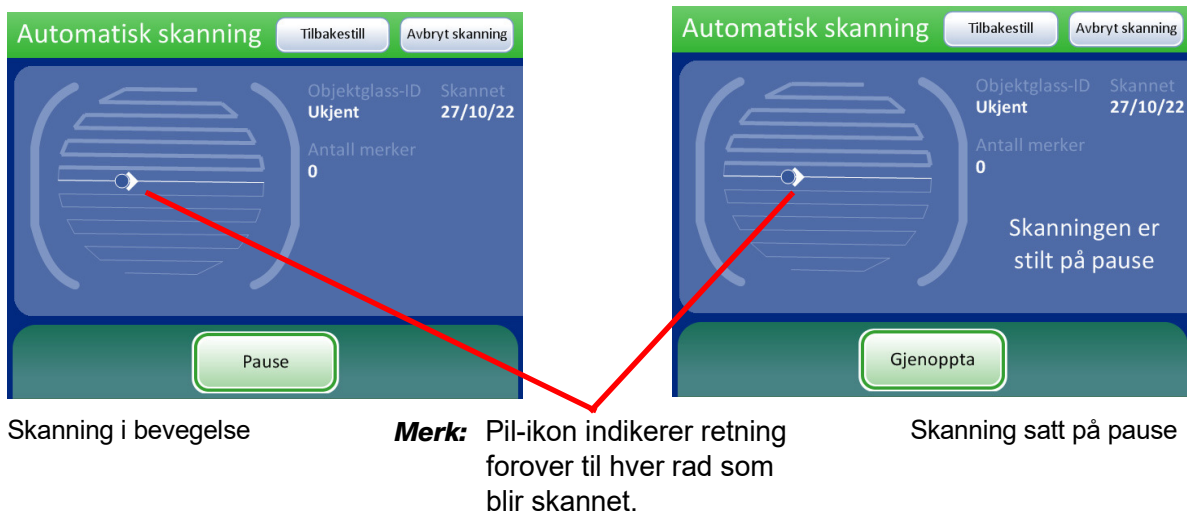 Automatisk skanning
Tilbakestill
Avbryt skanning
Objektglass-ID Skannet
Ukjent 27/10/22
Antall merker
0
Pause
Automatisk skanning
Tilbakestill
Avbryt skanning
Objektglass-ID Skannet
Ukjent 27/10/22
Antall merker
0
Skanningen er
stilt på pause
Gjenoppta
Skanning i bevegelse
Merk: Pil-ikon indikerer retning
forover til hver rad som
blir skannet.
Skanning satt på pause